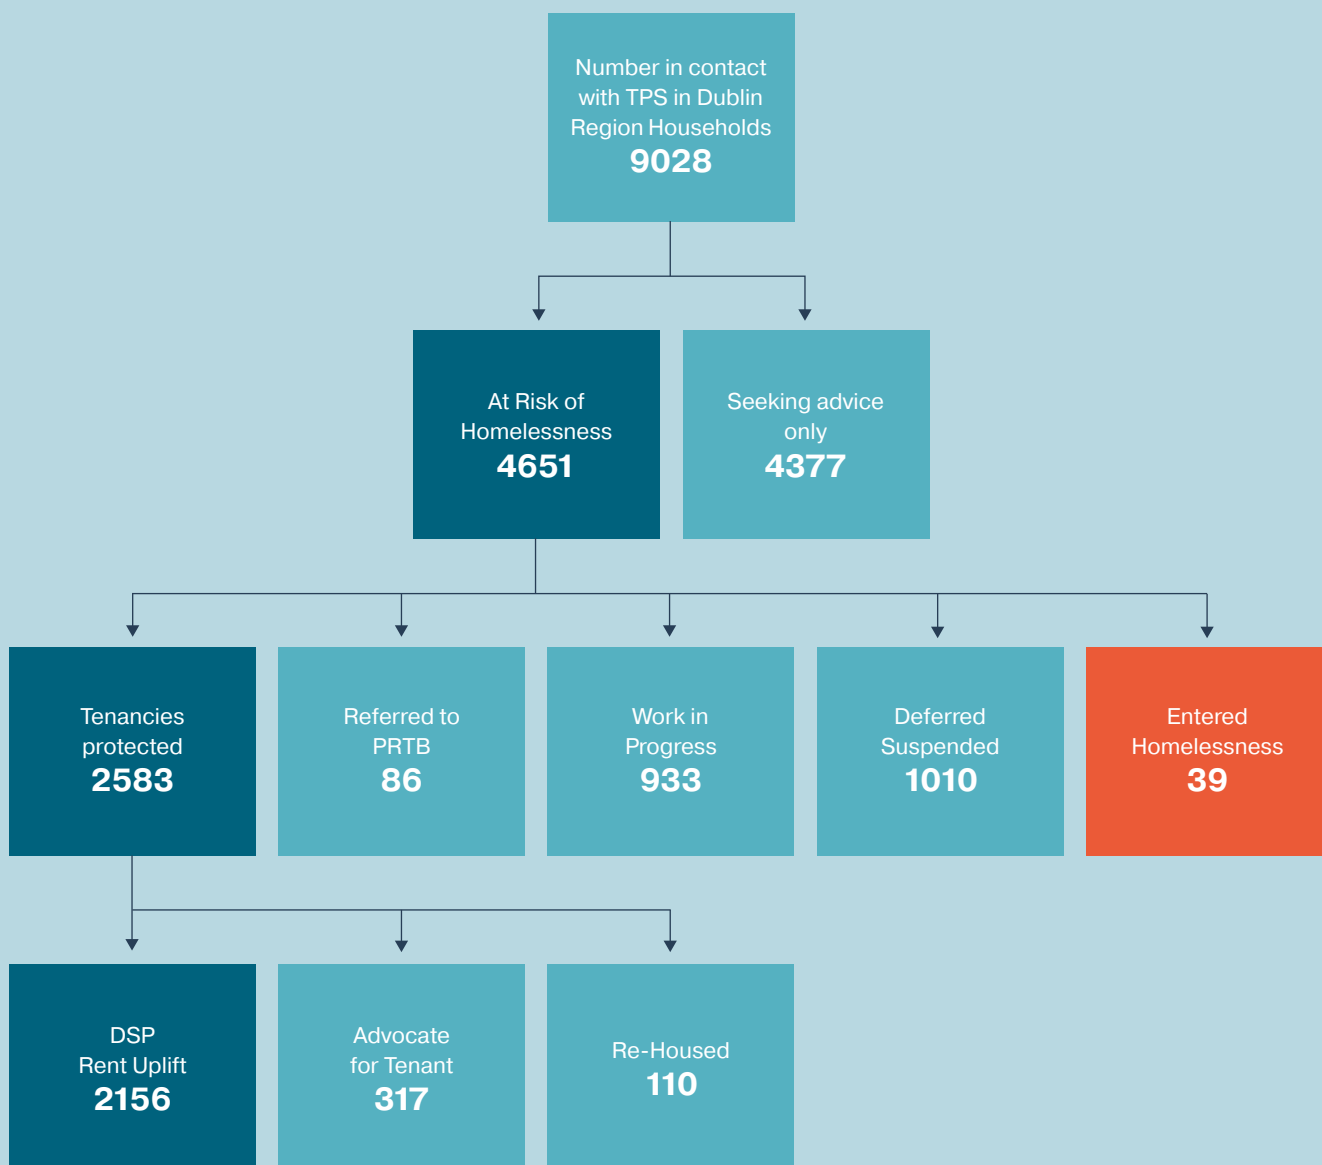 Number in contact
with TPS in Dublin
Region Households
9028
At Risk of
Homelessness
4651
Seeking advice
only
4377
Tenancies
protected
2583
Referred to
PRTB
86
Work in
Progress
933
Deferred
Suspended
1010
Entered
Homelessness
39
DSP
Rent Uplift
2156
Advocate
for Tenant
317
Re-Housed
110